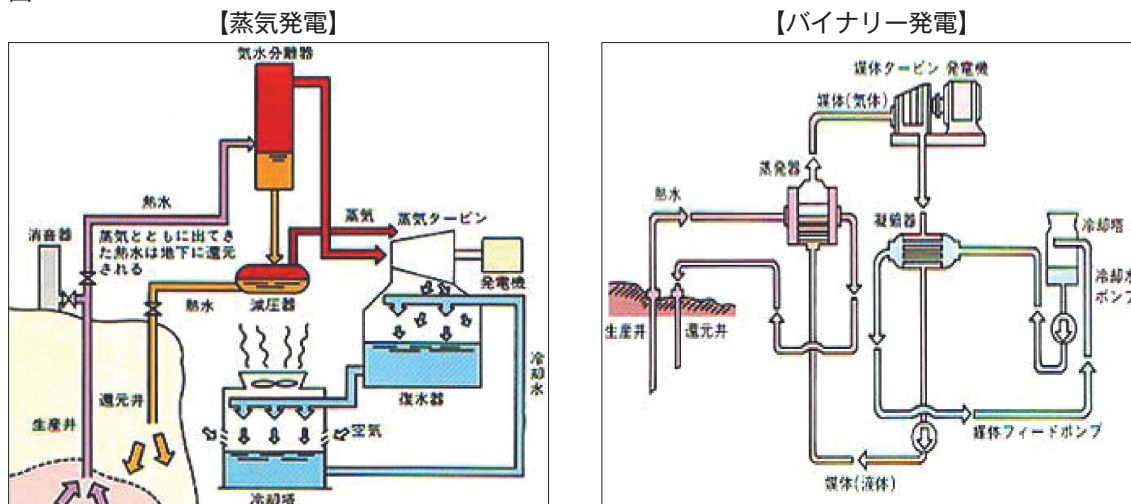 【蒸気発電】
気水分離器
熱水
消音器
蒸気とともに出てき
た熱水は地下に還元
される
蒸気
蒸気タービン
発電機
熱水
減圧器
生産井
還元井
空気
復水器
冷却水
冷却塔
【バイナリー発電】
媒体タービン 発電機
媒体(気体)
蒸発器
熱水
凝縮器
冷却塔
冷却水
ポンプ
生産井
還元井
媒体フィードポンプ
媒体(液体)